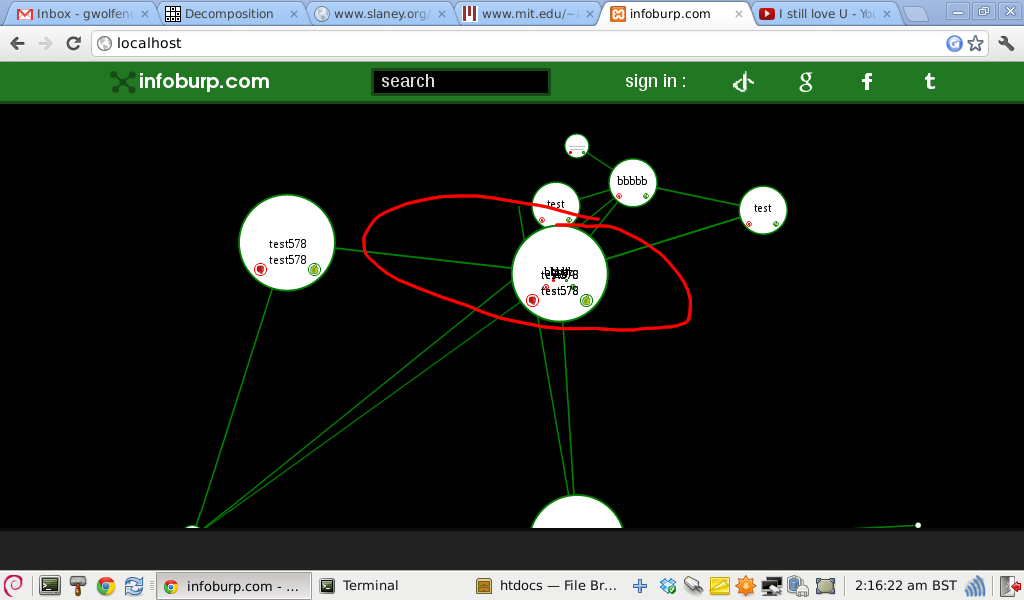 Inbox - gwolfen
Decomposition
www.slaney.org/
www.mit.edu/~
infoburp.com
I still love U - You
localhost
infoburp.com
search
sign in :
g
f
t
bbbbb
test
test
test578
test578
test578
test578
infoburp.com - ...
Terminal
htdocs — File Br...
2:16:22 am BST